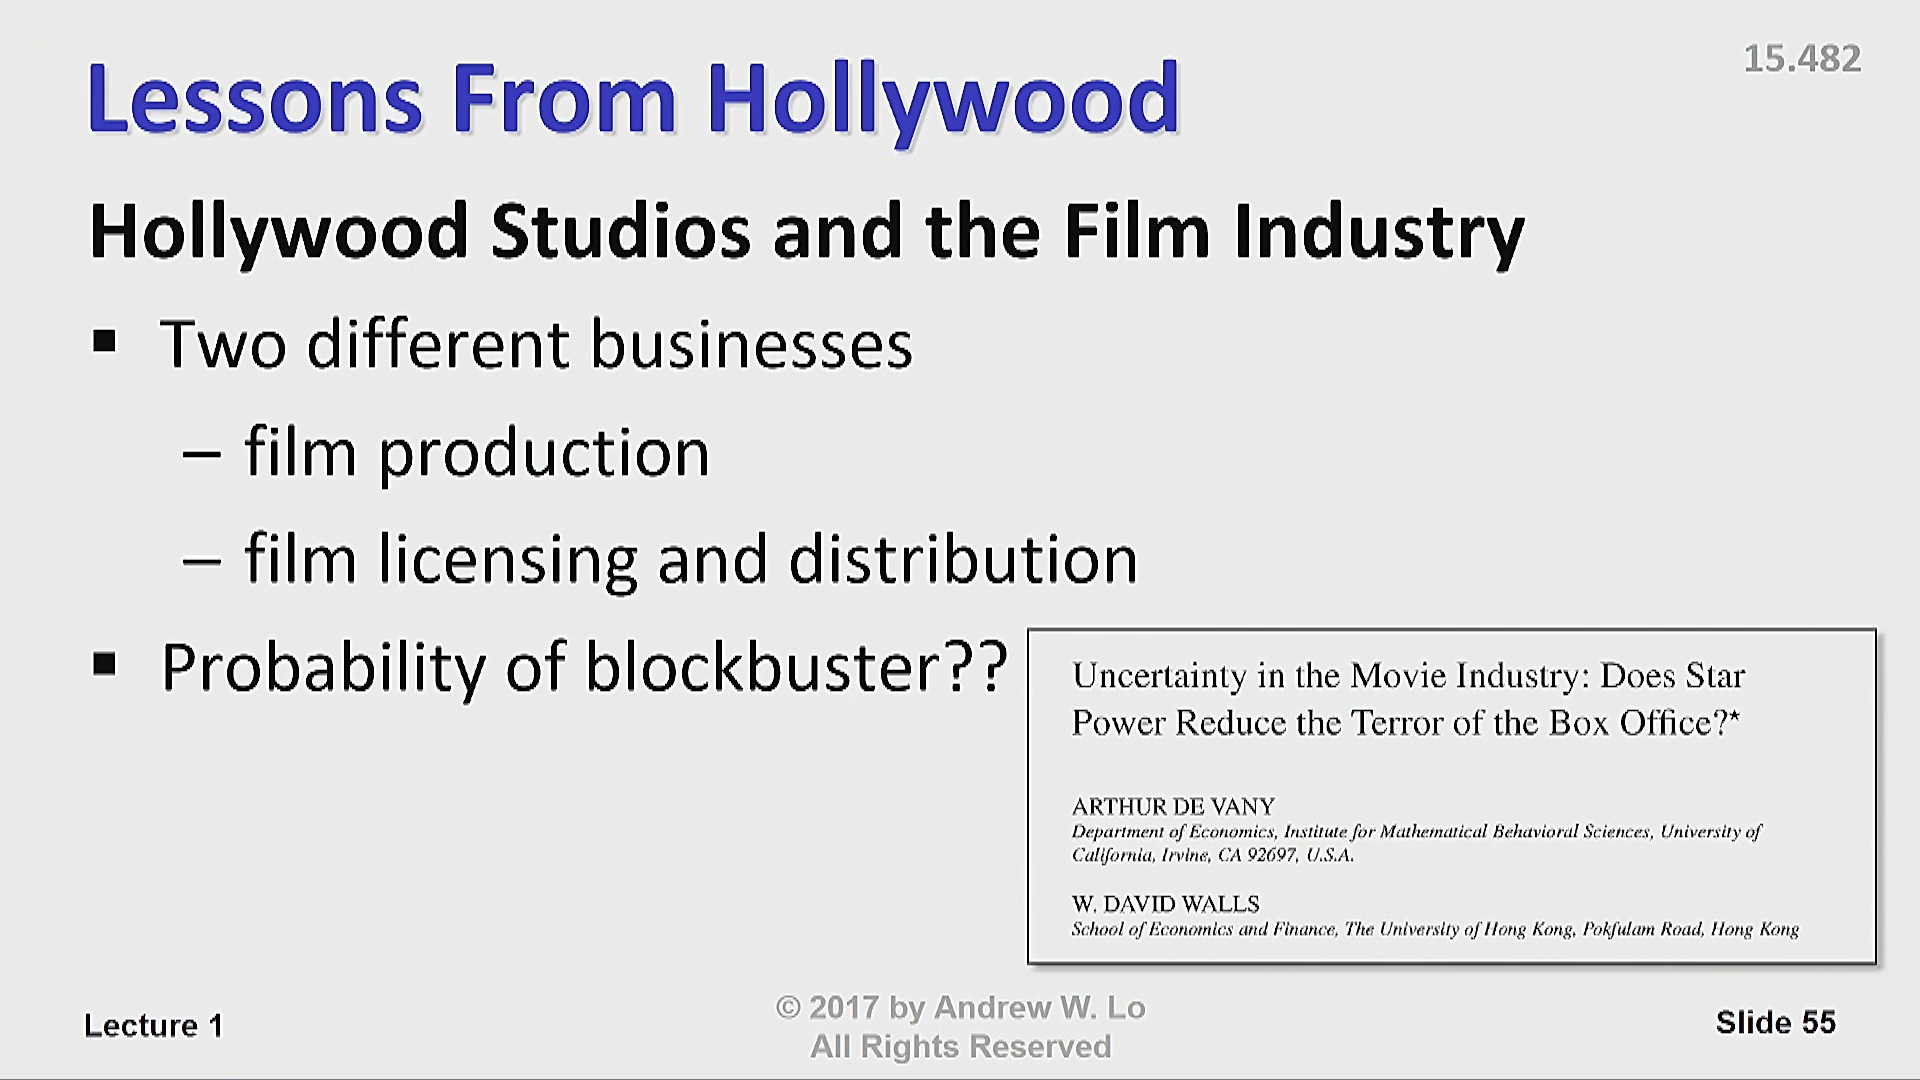 15.482
Lessons From Hollywood
Hollywood Studios and the Film Industry
▪ Two different businesses
– film production
– film licensing and distribution
▪ Probability of blockbuster??
Uncertainty in the Movie Industry: Does Star
Power Reduce the Terror of the Box Office?*
ARTHUR DE VANY
Department of Economics, Institute for Mathematical Behavioral Sciences, University of
California, Irvine, CA 92697, U.S.A.
W. DAVID WALLS
School of Economics and Finance, The University of Hong Kong, Pokfulam Road, Hong Kong
Lecture 1
© 2017 by Andrew W. Lo
All Rights Reserved
Slide 55